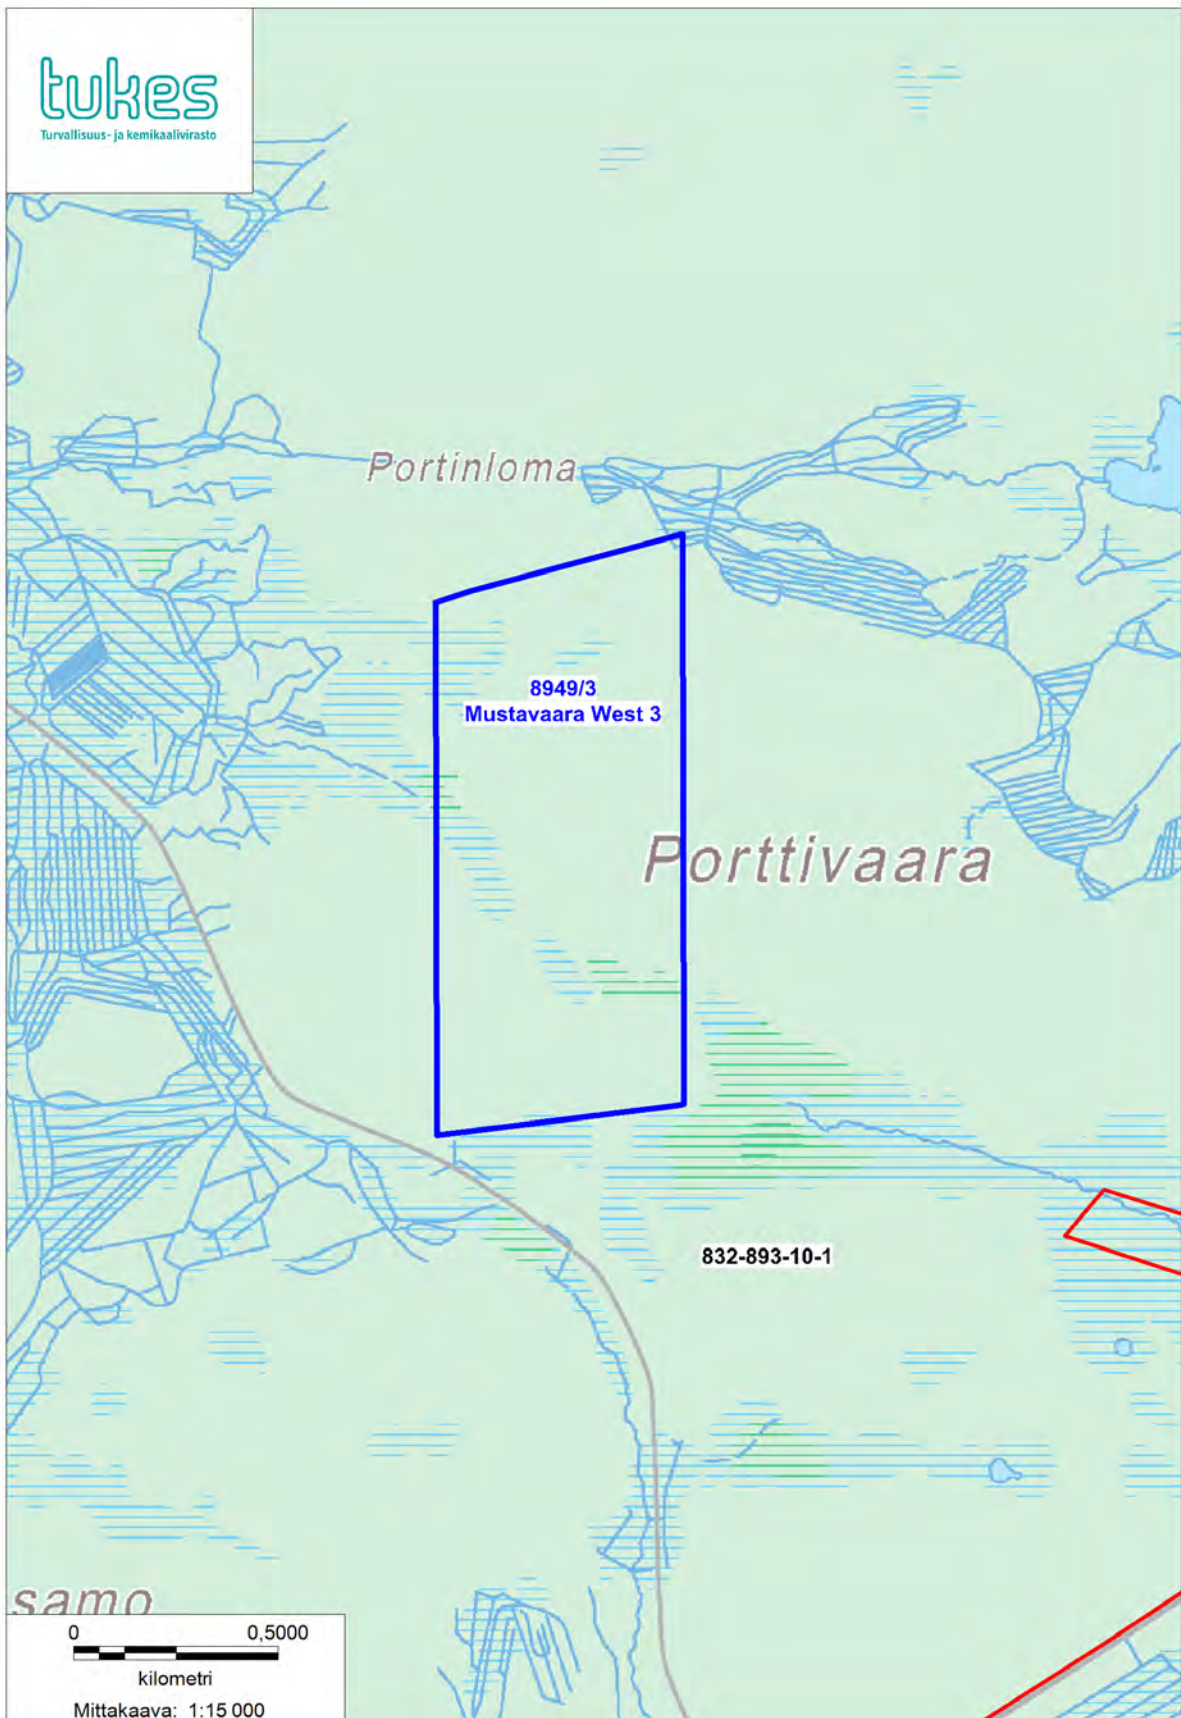 tukes
Turvallisuus- ja kemikaalivirasto
Portinloma
8949/3
Mustavaara West 3
Porttivaara
832-893-10-1
samo
0 0,5000
kilometri
Mittakaava: 1:15 000